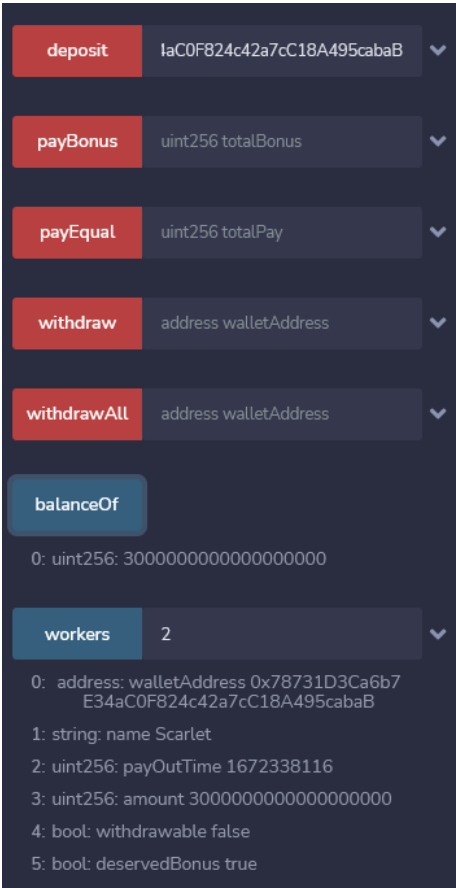 deposit
4aC0F824c42a7cC18A495cabaB
payBonus
uint256 totalBonus
payEqual
uint256 totalPay
withdraw
address walletAddress
withdrawAll
address walletAddress
balanceOf
0: uint256: 3000000000000000000
workers
2
0: address: walletAddress 0x78731D3Ca6b7
E34aC0F824c42a7cC18A495cabaB
1: string: name Scarlet
2: uint256: payOutTime 1672338116
3: uint256: amount 3000000000000000000
4: bool: withdrawable false
5: bool: deservedBonus true